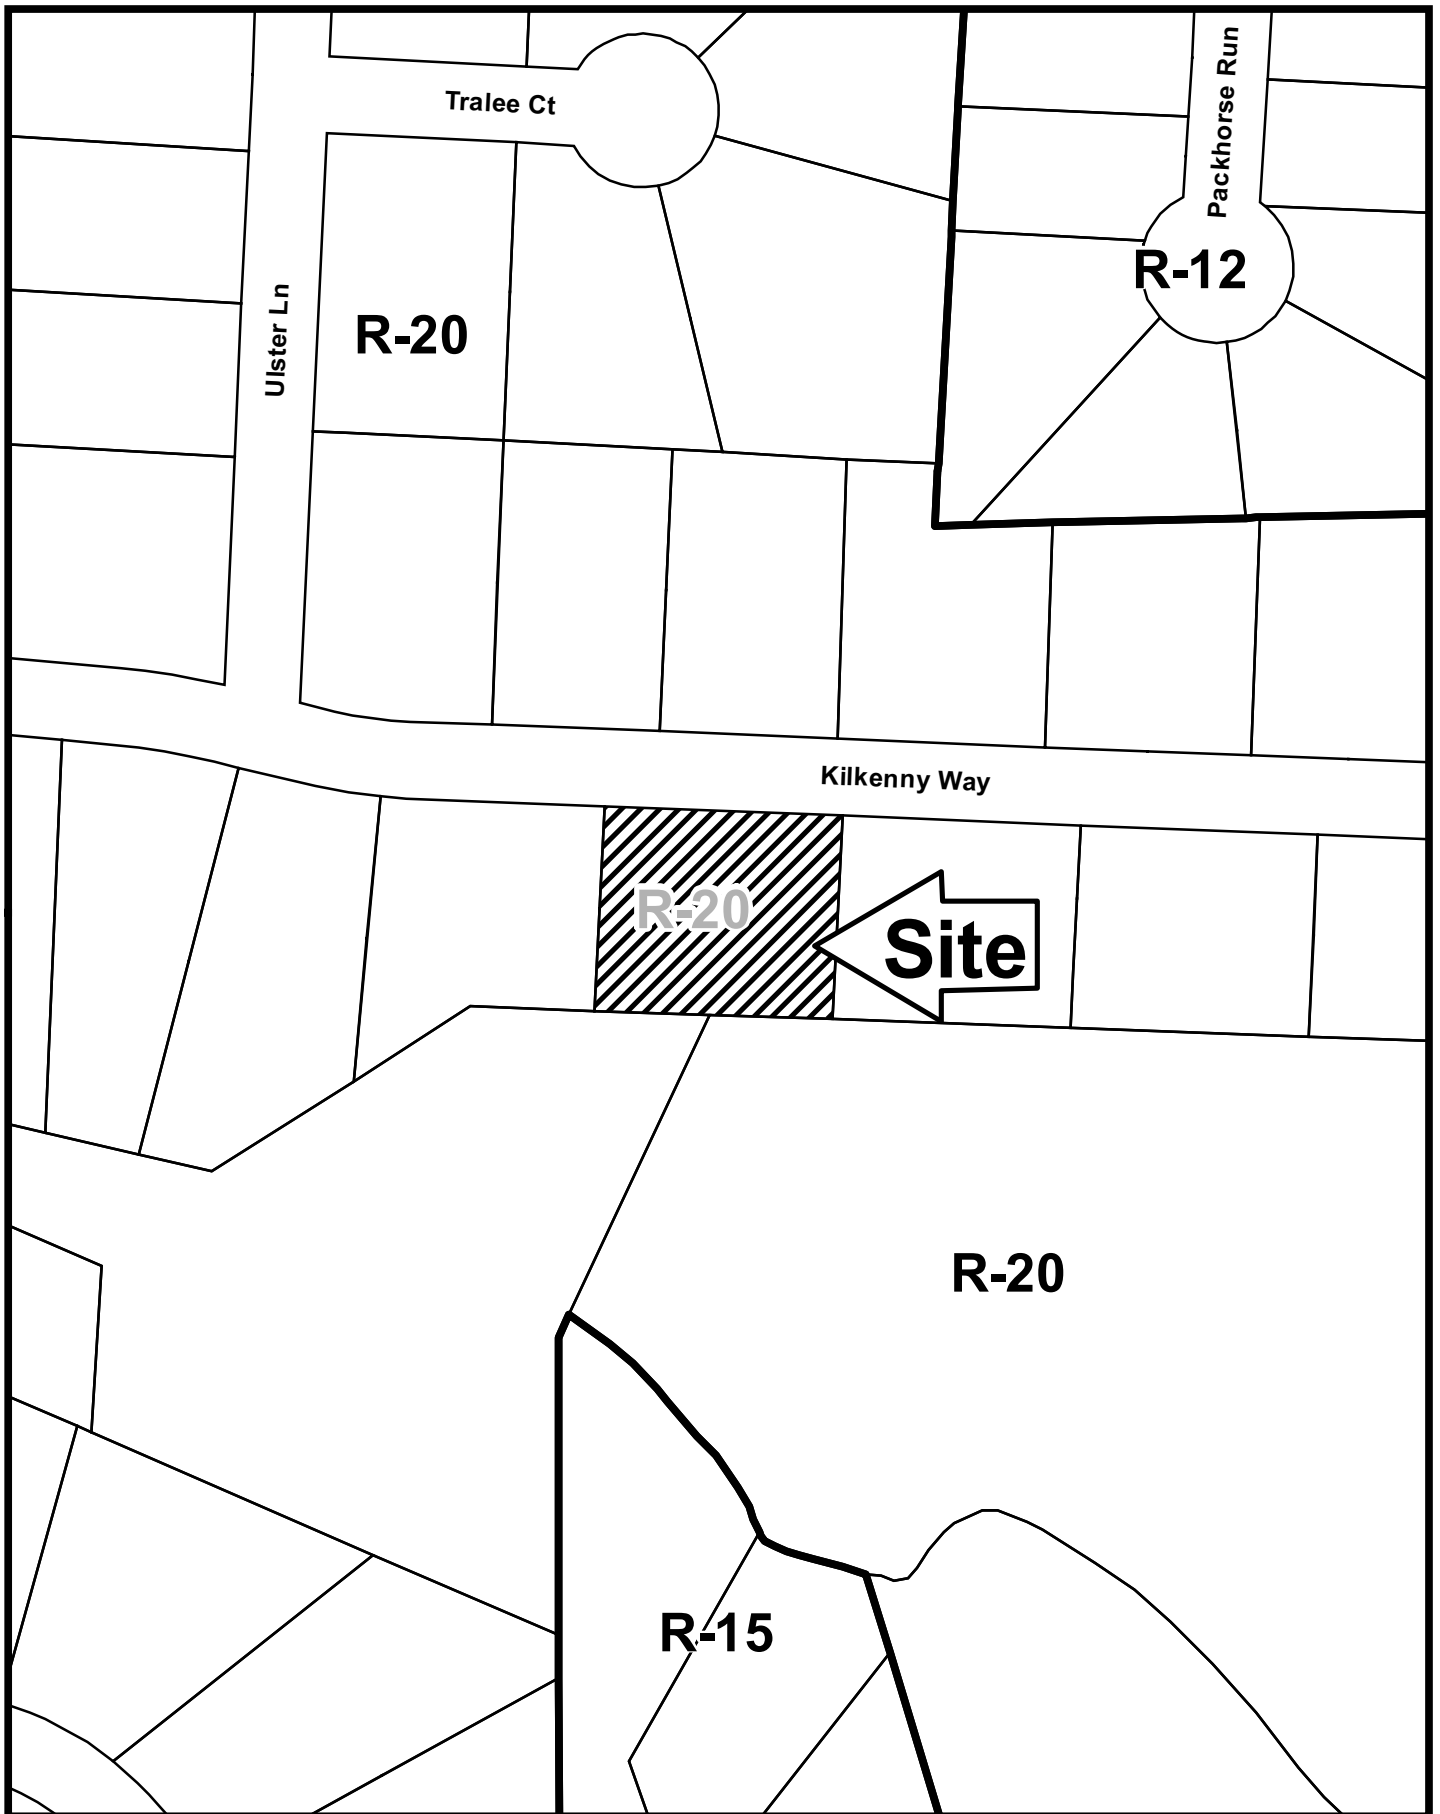 Packhorse Run
Tralee Ct
R-12
Ulster Ln
R-20
Kilkenny Way
R-20
Site
R-20
R-15